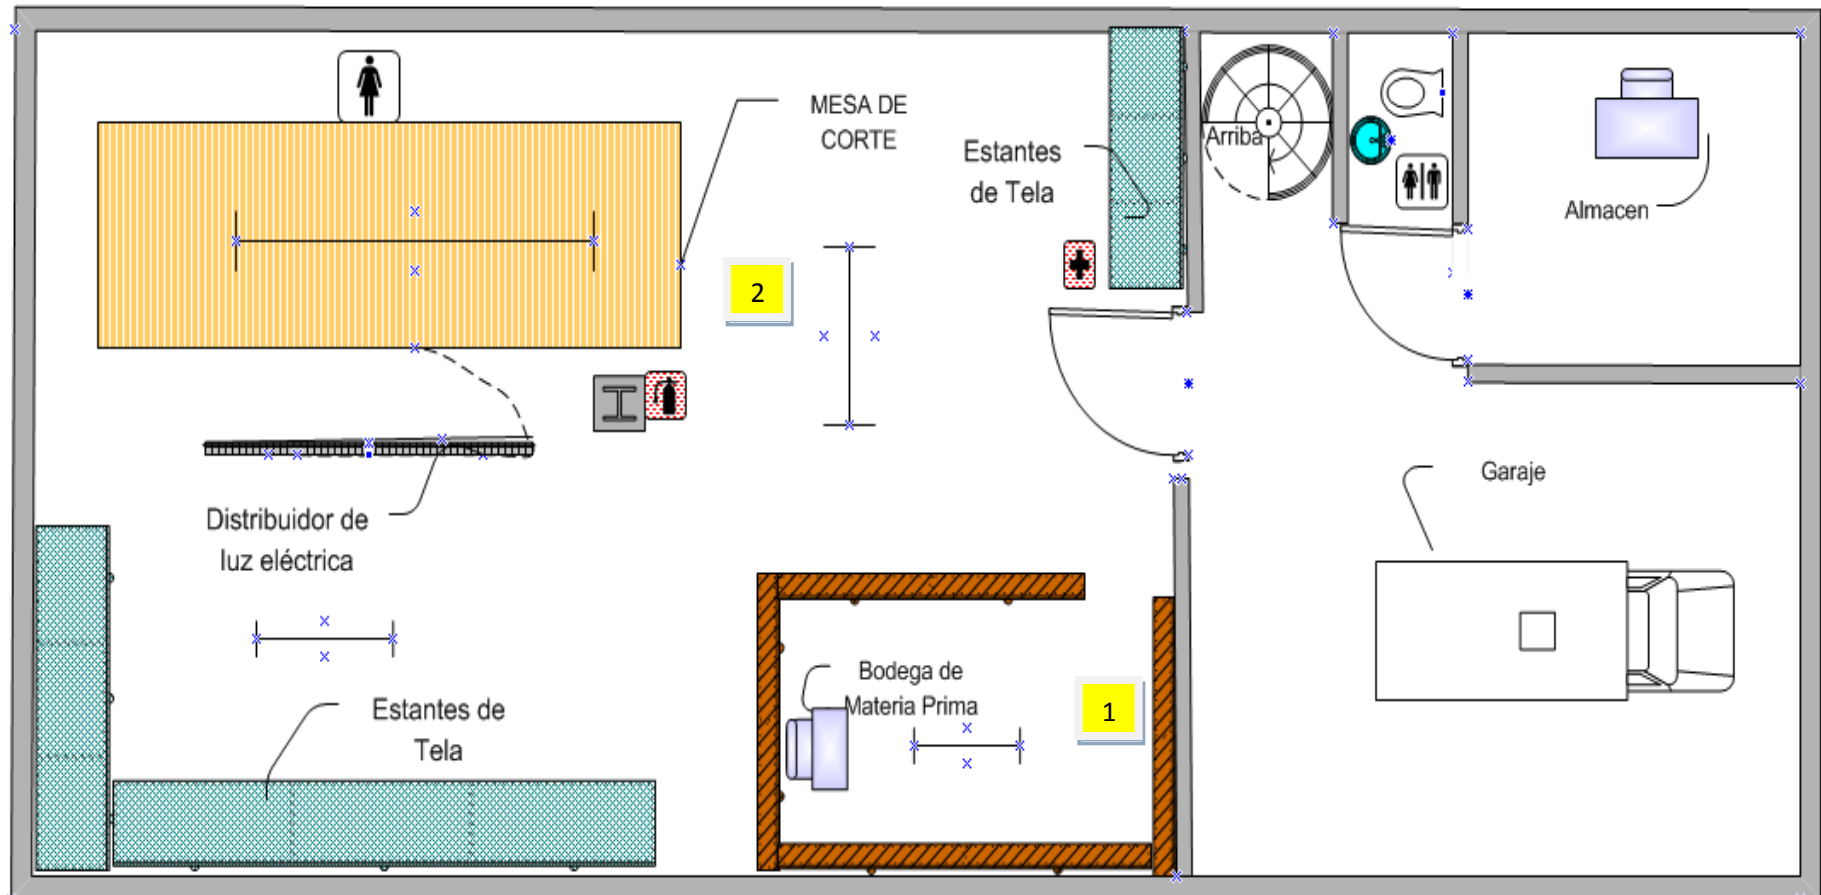 MESA DE
CORTE
Estantes
de Tela
Arriba
Almacen
2
Distribuidor de
luz eléctrica
Garaje
Estantes de
Tela
Bodega de
Materia Prima
1